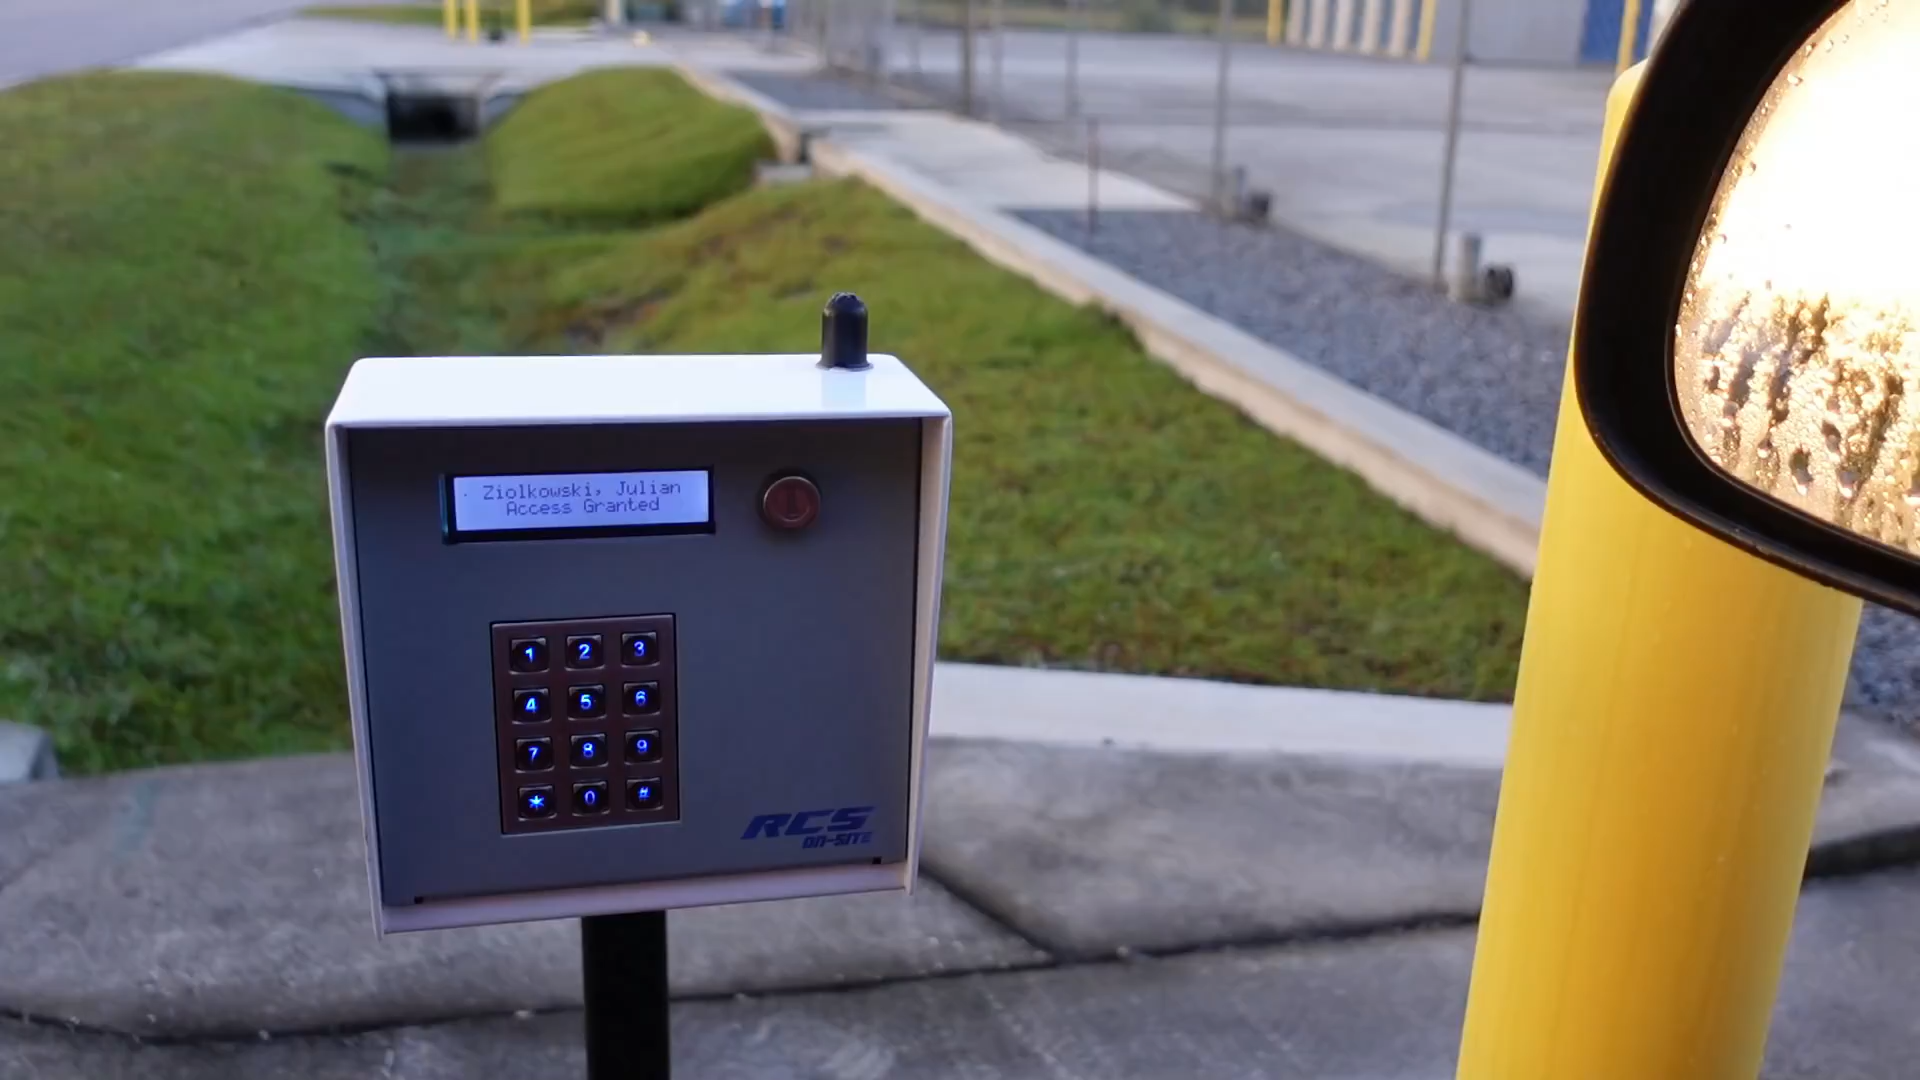 Ziolkowski, Julian
Access Granted
1 2 3
4 5 6
7 8 9
* 0 #
RCS
ON-SITE